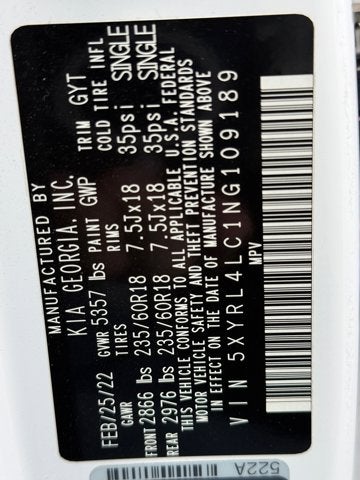 MANUFACTURED BY
KIA GEORGIA, INC.
FEB/25/22 PAINT GWP TRIM GYT
GVWR 5357 lbs
GAWR TIRES RIMS COLD TIRE INFL
FRONT 2866 lbs 235/60R18 7.5Jx18 35psi SINGLE
REAR 2976 lbs 235/60R18 7.5Jx18 35psi SINGLE
THIS VEHICLE CONFORMS TO ALL APPLICABLE U.S.A. FEDERAL
MOTOR VEHICLE SAFETY AND THEFT PREVENTION STANDARDS
IN EFFECT ON THE DATE OF MANUFACTURE SHOWN ABOVE
VIN 5XYRL4LC1NG109189
MPV
522A